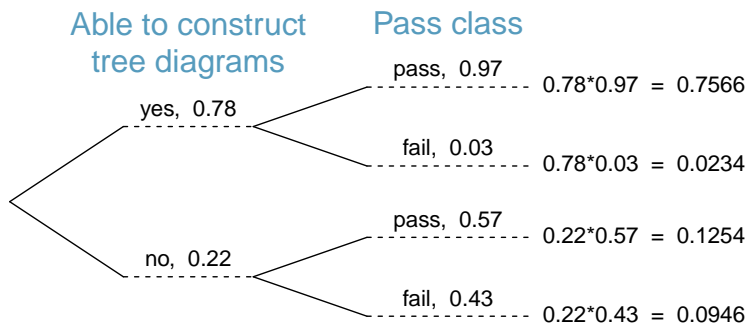 Able to construct
tree diagrams
Pass class
yes, 0.78
pass, 0.97
0.78*0.97 = 0.7566
fail, 0.03
0.78*0.03 = 0.0234
no, 0.22
pass, 0.57
0.22*0.57 = 0.1254
fail, 0.43
0.22*0.43 = 0.0946